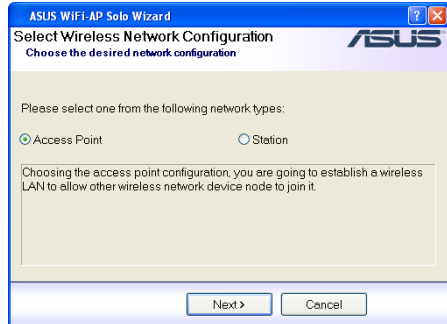 ASUS WiFi-AP Solo Wizard
Select Wireless Network Configuration
Choose the desired network configuration
ASUS
Please select one from the following network types:
Access Point
Station
Choosing the access point configuration, you are going to establish a wireless
LAN to allow other wireless network device node to join it.
Next >
Cancel